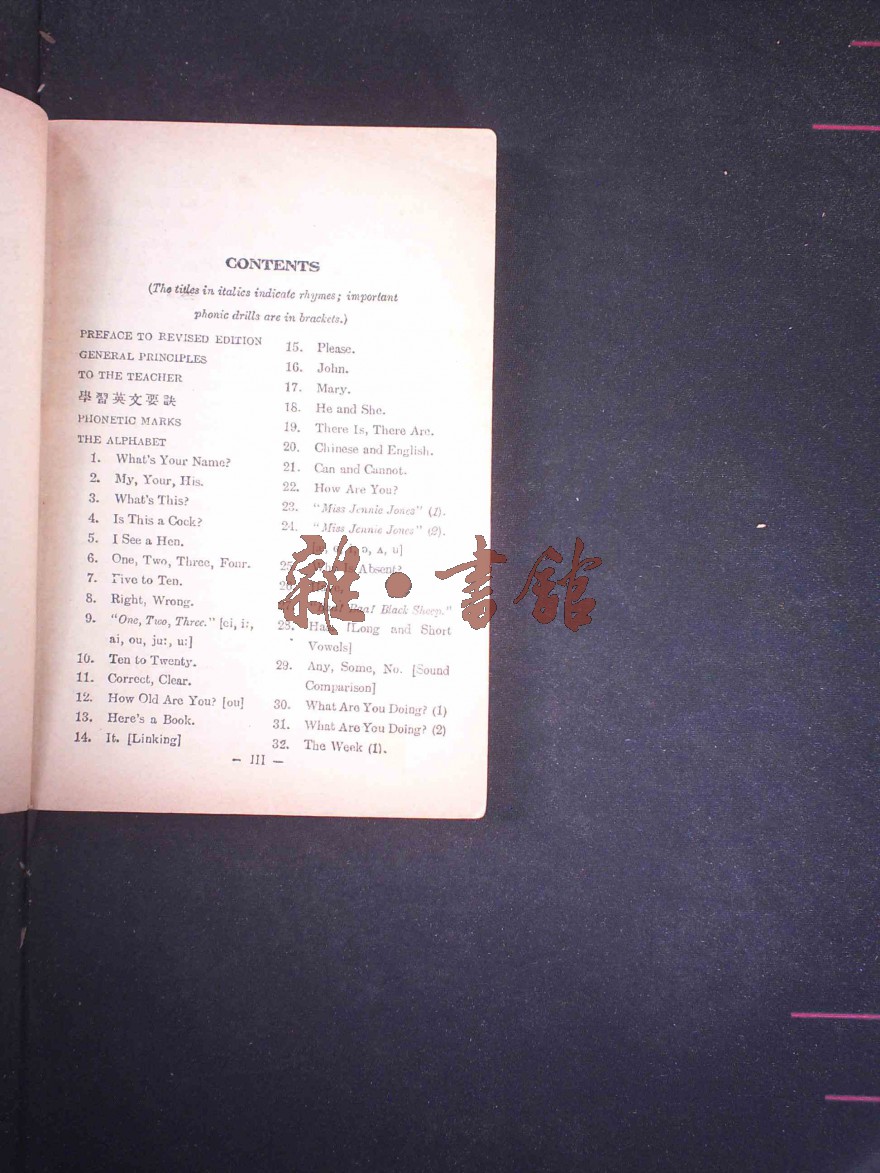 CONTENTS
(The titles in italics indicate rhymes; important
phonic drills are in brackets.)
PREFACE TO REVISED EDITION
GENERAL PRINCIPLES
TO THE TEACHER
學習英文要訣
PHONETIC MARKS
THE ALPHABET
1. What's Your Name?
2. My, Your, His.
3. What's This?
4. Is This a Cock?
5. I See a Hen.
6. One, Two, Three, Four.
7. Five to Ten.
8. Right, Wrong.
9. "One, Two, Three." [ei, i:,
ai, ou, ju:, u:]
10. Ten to Twenty.
11. Correct, Clear.
12. How Old Are You? [ou]
13. Here's a Book.
14. It. [Linking]
15. Please.
16. John.
17. Mary.
18. He and She.
19. There Is, There Are.
20. Chinese and English.
21. Can and Cannot.
22. How Are You?
23. "Miss Jennie Jones" (1).
24. "Miss Jennie Jones" (2).
ʌ, u]
25. Who Is Absent?
Baa! Black Sheep."
28. [Long and Short
Vowels]
29. Any, Some, No. [Sound
Comparison]
30. What Are You Doing? (1)
31. What Are You Doing? (2)
32. The Week (1).
— III —
雜·書館